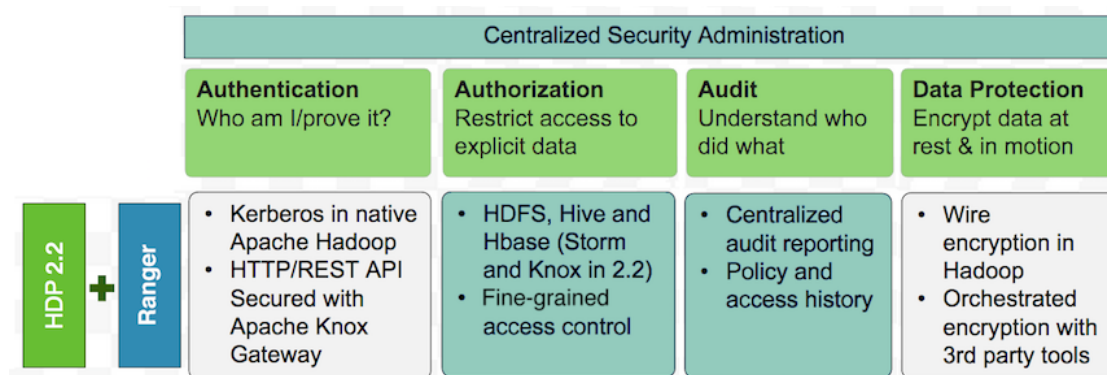 Centralized Security Administration
Authentication
Who am I/prove it?
Authorization
Restrict access to
explicit data
Audit
Understand who
did what
Data Protection
Encrypt data at
rest & in motion
HDP 2.2
+
Ranger
• Kerberos in native
Apache Hadoop
• HTTP/REST API
Secured with
Apache Knox
Gateway
• HDFS, Hive and
Hbase (Storm
and Knox in 2.2)
• Fine-grained
access control
• Centralized
audit reporting
• Policy and
access history
• Wire
encryption in
Hadoop
• Orchestrated
encryption with
3rd party tools